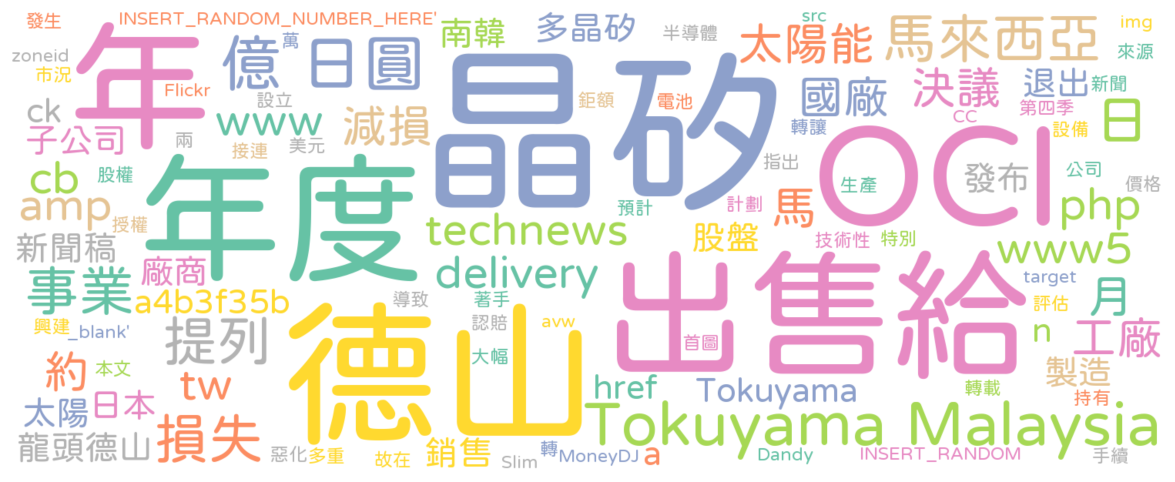 發生
INSERT_RANDOM_NUMBER_HERE'
年
億
萬
日圓
南韓
多晶矽
半導體
src
太陽能
馬來西亞
img
來源
zoneid
市況
Flickr
設立
ck
www
減損
鉅額
電池
晶矽
國廠
轉讓
決議
退出
新聞
第四季
CC
設備
日
子公司
兩
接連
美元
OCI
指出
發布
公司
價格
cb
股權
年度
amp
授權
預計
計劃
馬
生產
php
technews
股盤
技術性
特別
www5
新聞稿
廠商
delivery
出售給
target
事業
a4b3f35b
導致
著手
月
評估
興建
_blank'
提列
德山
認賠
avw
首圖
n
工廠
約
本文
tw
大幅
href
Tokuyama
轉載
製造
持有
太陽
日本
Tokuyama Malaysia
龍頭德山
損失
惡化
多重
故在
銷售
Slim
轉
MoneyDJ
a
Dandy
INSERT_RANDOM
手續